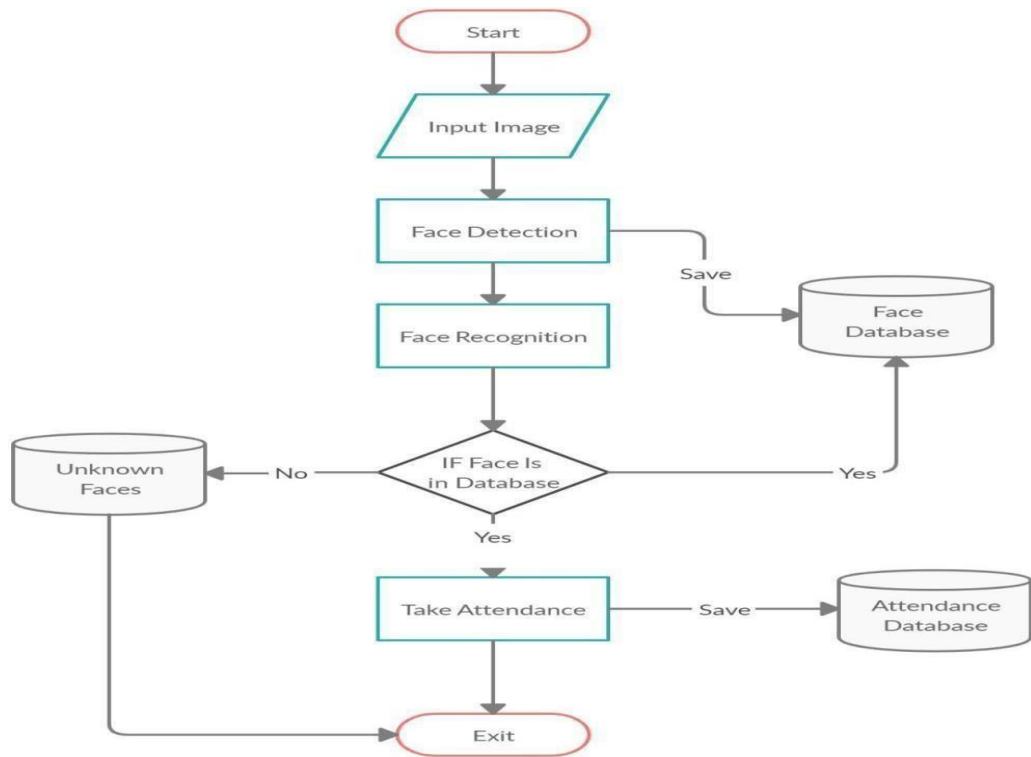 Start
Input Image
Face Detection
Save
Face
Database
Face Recognition
IF Face Is
in Database
Unknown
Faces
No
Yes
Yes
Take Attendance
Save
Attendance
Database
Exit